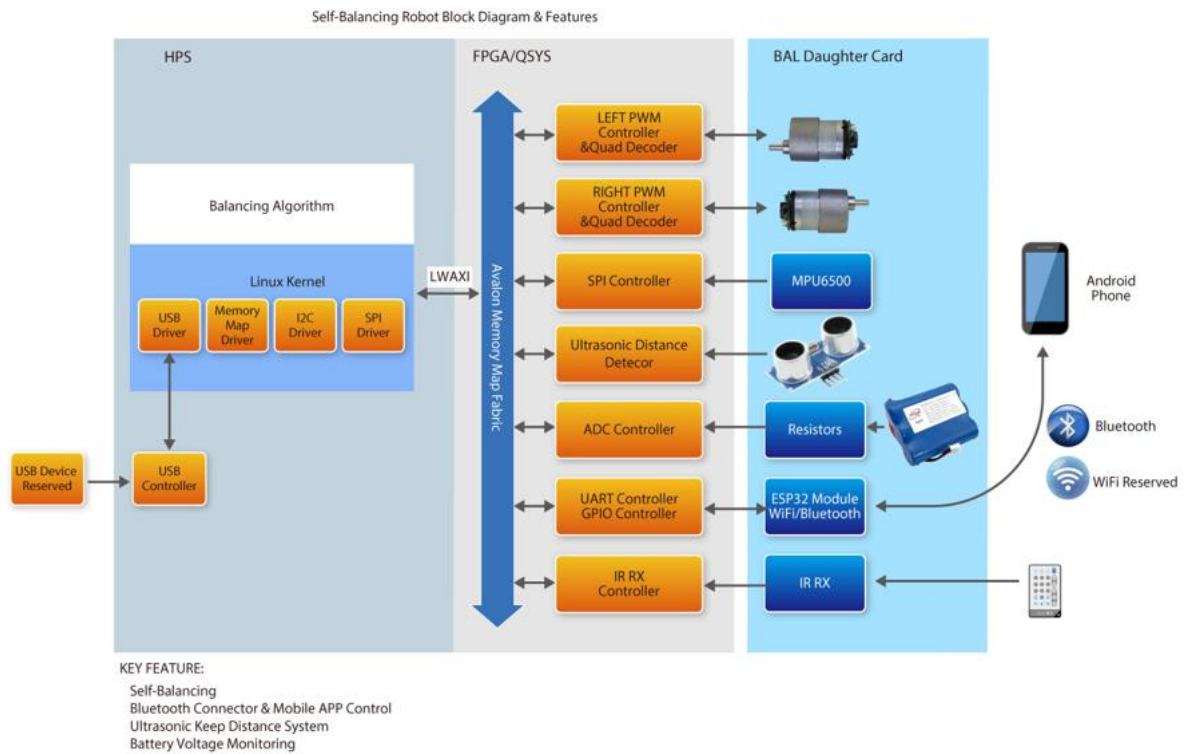 Self-Balancing Robot Block Diagram & Features
HPS
FPGA/QSYS
BAL Daughter Card
Balancing Algorithm
Linux Kernel
USB
Driver
Memory
Map
Driver
I2C
Driver
SPI
Driver
LWAXI
Avalon Memory Map Fabric
USB Device
Reserved
USB
Controller
LEFT PWM
Controller
&Quad Decoder
RIGHT PWM
Controller
&Quad Decoder
SPI Controller
MPU6500
Ultrasonic Distance
Detecor
ADC Controller
Resistors
UART Controller
GPIO Controller
ESP32 Module
WiFi/Bluetooth
IR RX
Controller
IR RX
Android
Phone
Bluetooth
WiFi Reserved
KEY FEATURE:
Self-Balancing
Bluetooth Connector & Mobile APP Control
Ultrasonic Keep Distance System
Battery Voltage Monitoring